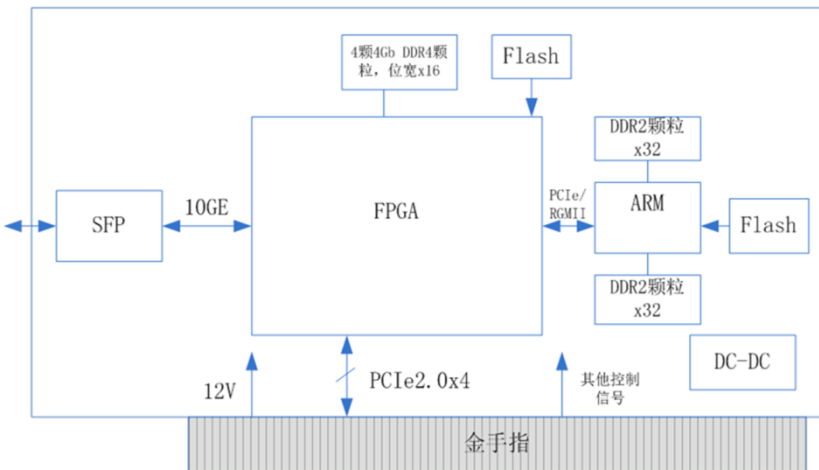 4颗4Gb DDR4颗
粒，位宽x16
Flash
DDR2颗粒
x32
SFP
10GE
FPGA
PCIe/
RGMII
ARM
Flash
DDR2颗粒
x32
DC-DC
12V
PCIe2.0x4
其他控制
信号
金手指